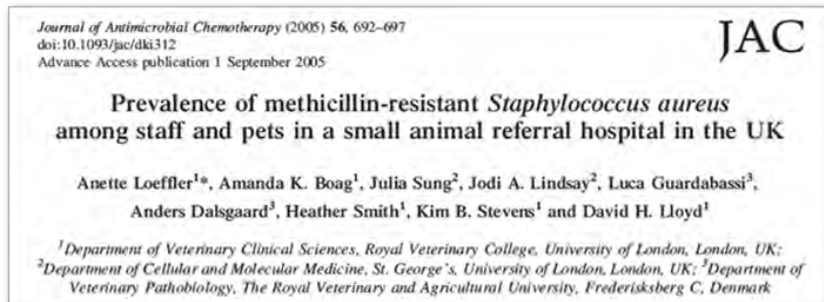 Journal of Antimicrobial Chemotherapy (2005) 56, 692–697
doi:10.1093/jac/dki312
Advance Access publication 1 September 2005
JAC
Prevalence of methicillin-resistant Staphylococcus aureus
among staff and pets in a small animal referral hospital in the UK
Anette Loeffler¹*, Amanda K. Boag¹, Julia Sung², Jodi A. Lindsay², Luca Guardabassi³,
Anders Dalsgaard³, Heather Smith¹, Kim B. Stevens¹ and David H. Lloyd¹
¹Department of Veterinary Clinical Sciences, Royal Veterinary College, University of London, London, UK;
²Department of Cellular and Molecular Medicine, St. George's, University of London, London, UK; ³Department of
Veterinary Pathobiology, The Royal Veterinary and Agricultural University, Frederisksberg C, Denmark